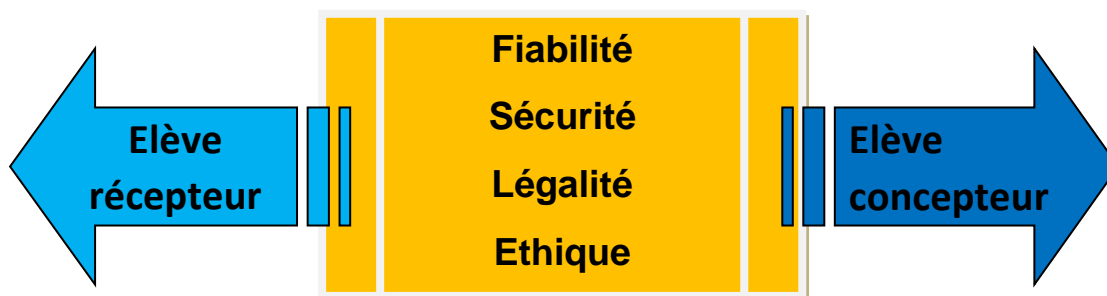 Elève
récepteur
Fiabilité
Sécurité
Légalité
Ethique
Elève
concepteur